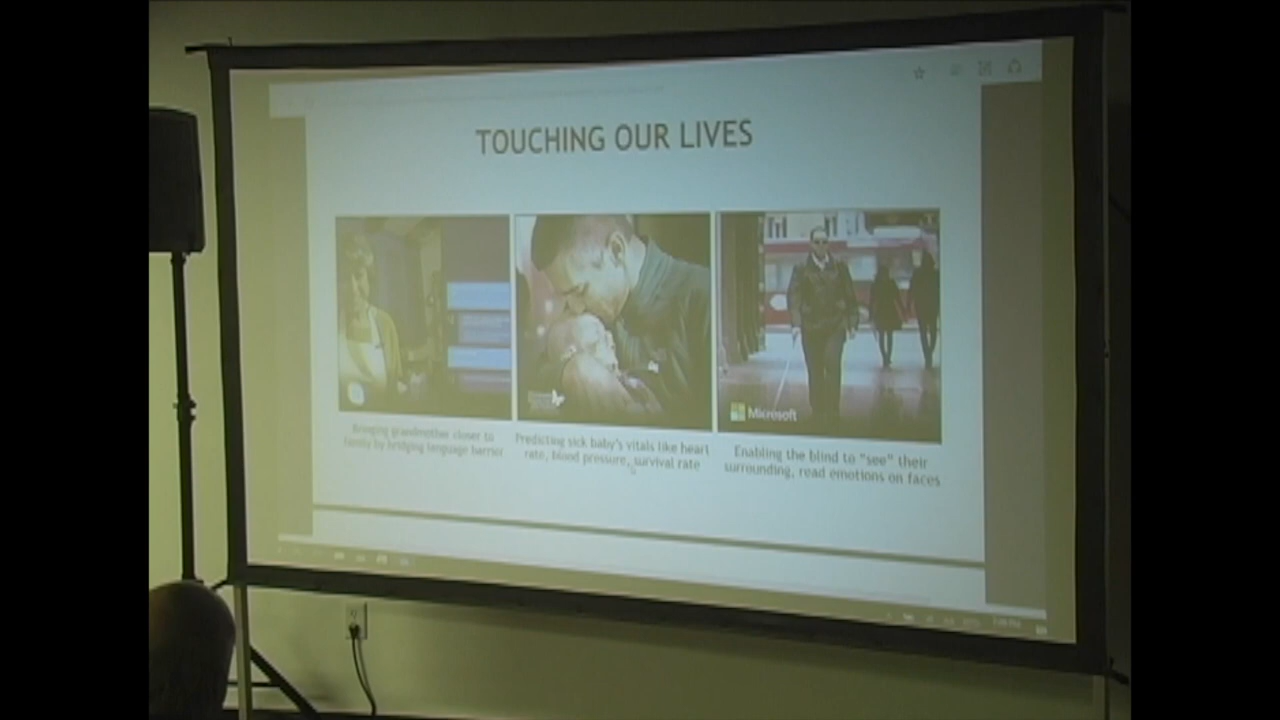 TOUCHING OUR LIVES
Bringing grandmother closer to
family by bridging language barrier
Predicting sick baby's vitals like heart
rate, blood pressure, survival rate
Microsoft
Enabling the blind to "see" their
surrounding, read emotions on faces